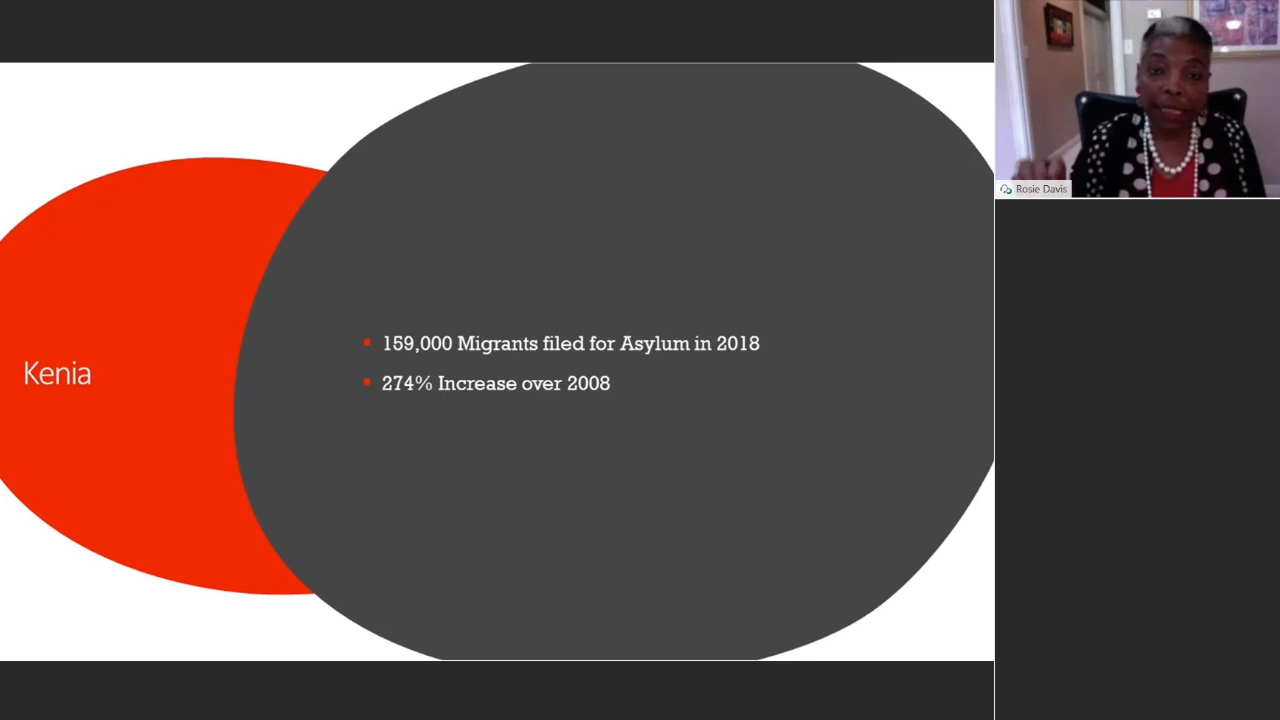 Kenia
159,000 Migrants filed for Asylum in 2018
274% Increase over 2008
Rosie Davis